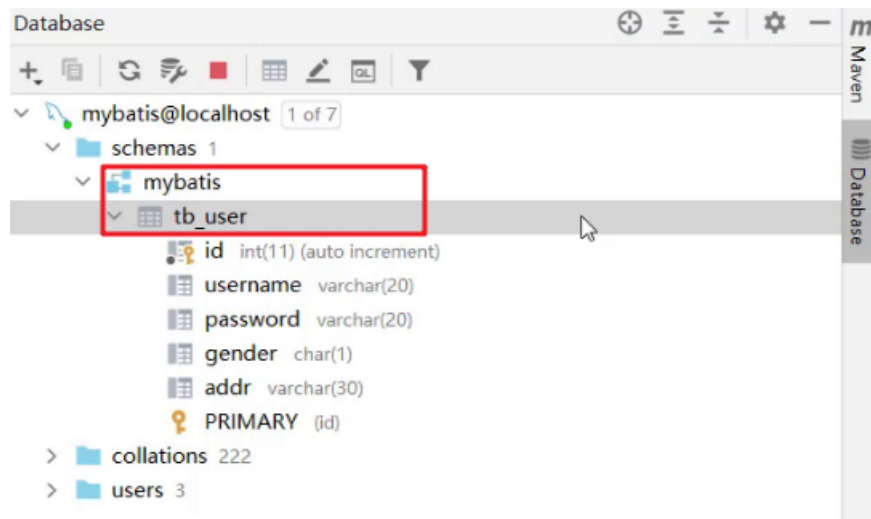 Database
m
Maven
QL
mybatis@localhost 1 of 7
schemas 1
mybatis
tb_user
id int(11) (auto increment)
username varchar(20)
password varchar(20)
gender char(1)
addr varchar(30)
PRIMARY (id)
collations 222
users 3
Database